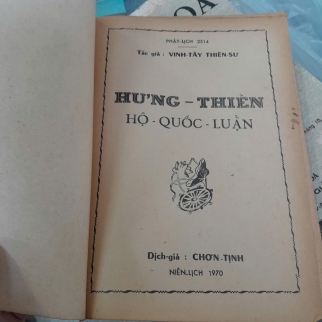 PHẬT-LỊCH 2514
Tác giả : VINH-TÂY THIỀN-SƯ
HƯNG - THIỀN
HỘ - QUỐC - LUẬN
Dịch-giả : CHƠN-TỊNH
NIÊN-LỊCH 1970
OA